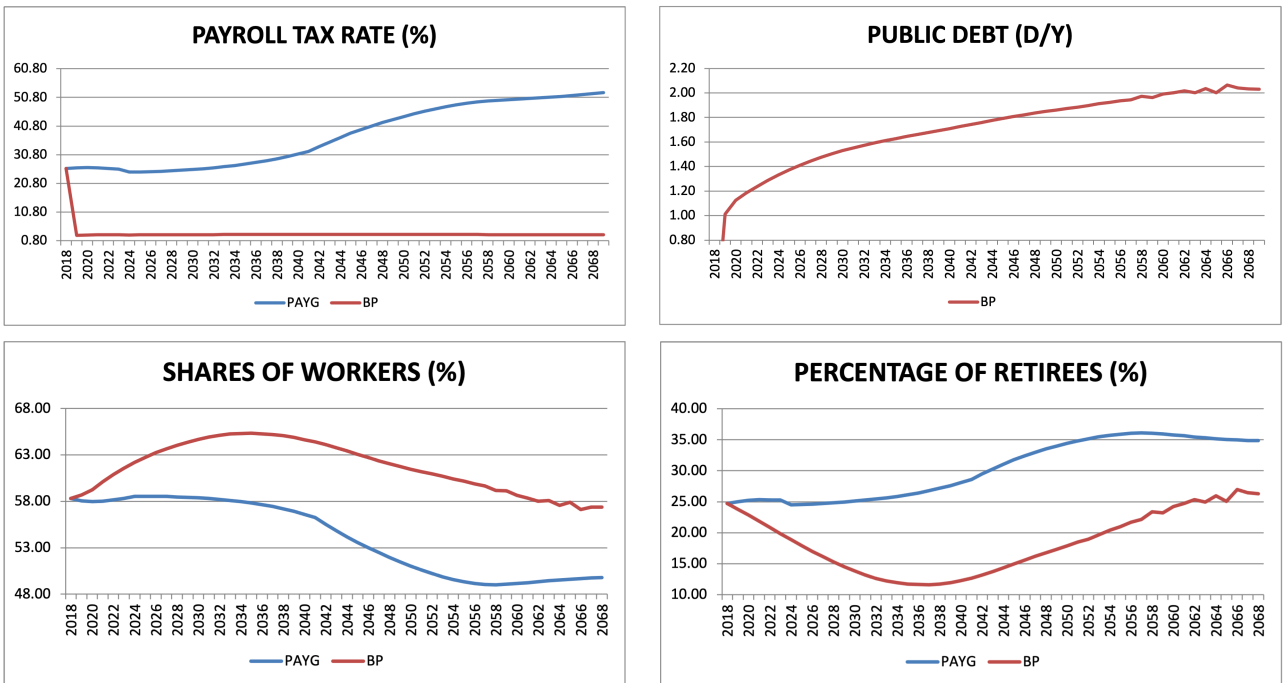 PAYROLL TAX RATE (%)
60.80
50.80
40.80
30.80
20.80
10.80
0.80
2018 2020 2022 2024 2026 2028 2030 2032 2034 2036 2038 2040 2042 2044 2046 2048 2050 2052 2054 2056 2058 2060 2062 2064 2066 2068
PAYG BP
PUBLIC DEBT (D/Y)
2.20
2.00
1.80
1.60
1.40
1.20
1.00
0.80
2018 2020 2022 2024 2026 2028 2030 2032 2034 2036 2038 2040 2042 2044 2046 2048 2050 2052 2054 2056 2058 2060 2062 2064 2066 2068
BP
SHARES OF WORKERS (%)
68.00
63.00
58.00
53.00
48.00
2018 2020 2022 2024 2026 2028 2030 2032 2034 2036 2038 2040 2042 2044 2046 2048 2050 2052 2054 2056 2058 2060 2062 2064 2066 2068
PAYG BP
PERCENTAGE OF RETIREES (%)
40.00
35.00
30.00
25.00
20.00
15.00
10.00
2018 2020 2022 2024 2026 2028 2030 2032 2034 2036 2038 2040 2042 2044 2046 2048 2050 2052 2054 2056 2058 2060 2062 2064 2066 2068
PAYG BP